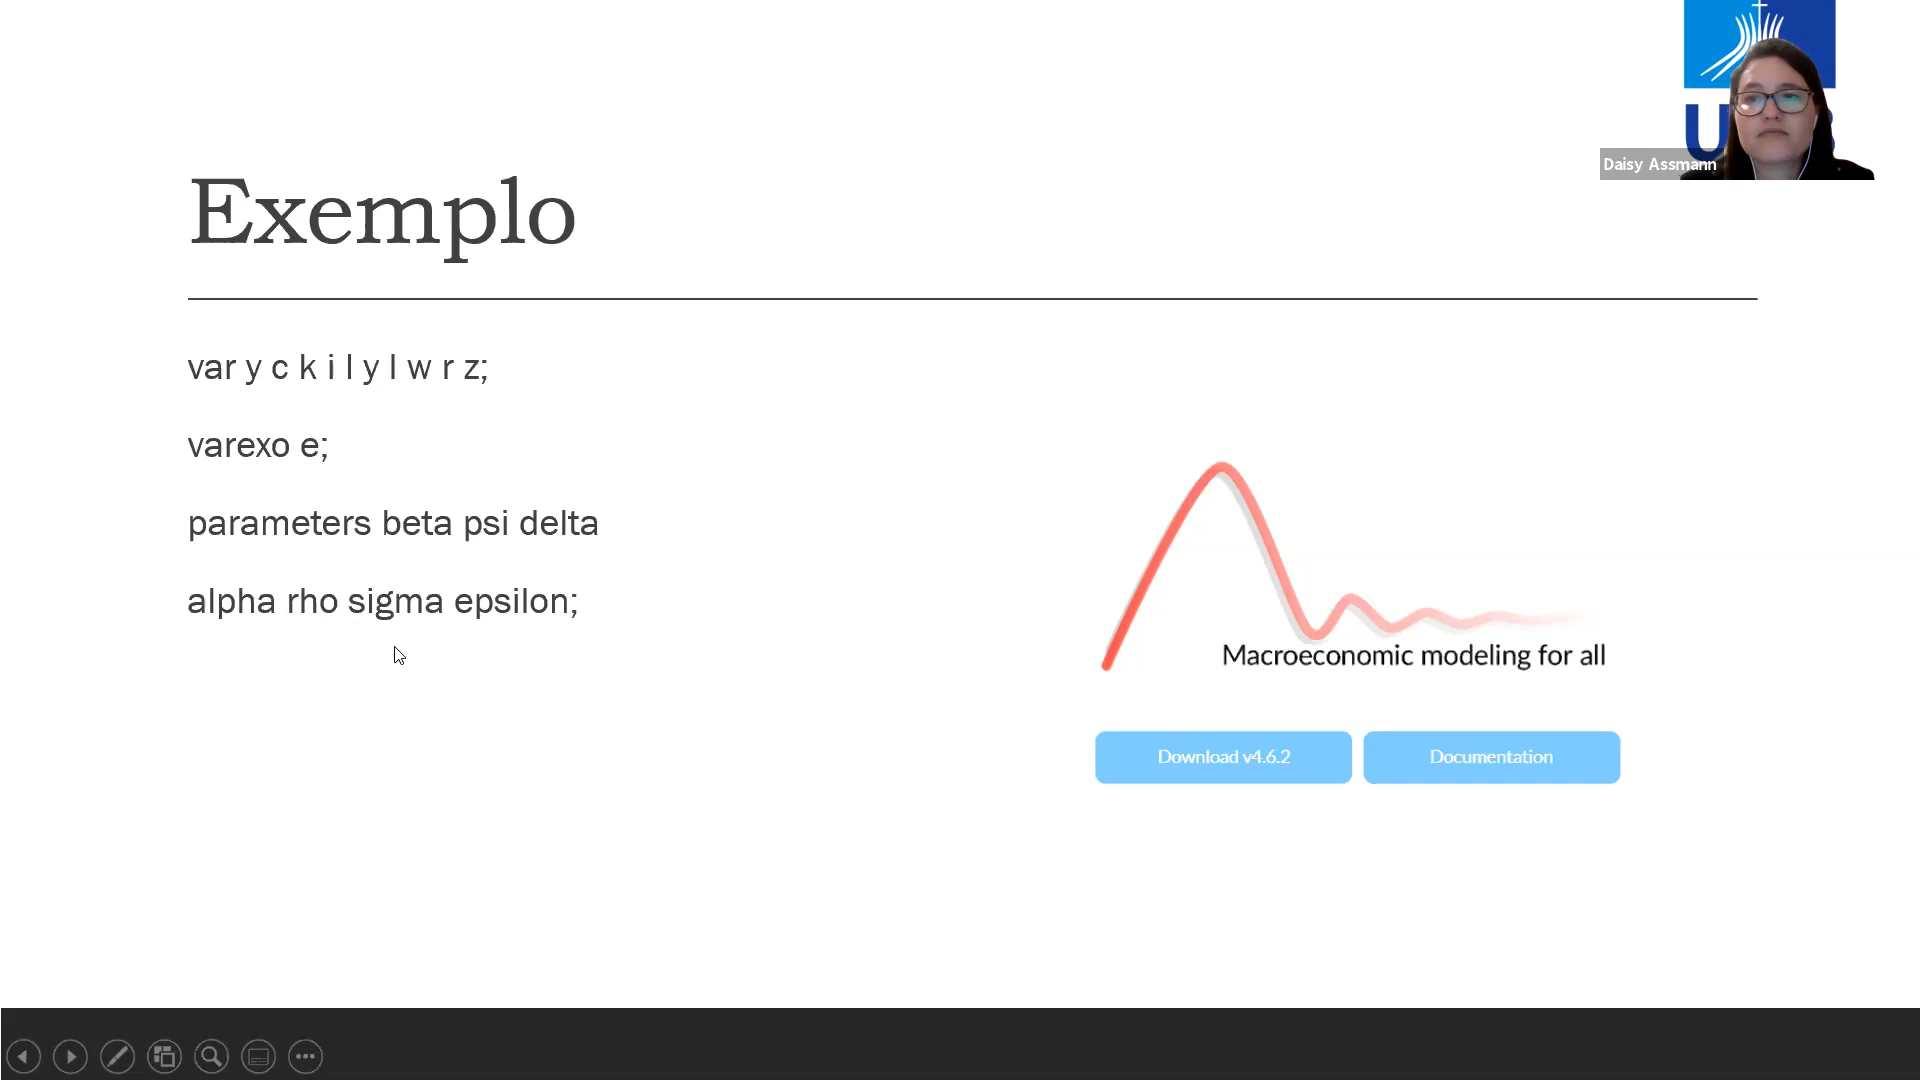 Daisy Assmann
Exemplo
var y c k i l y l w r z;
varexo e;
parameters beta psi delta
alpha rho sigma epsilon;
Macroeconomic modeling for all
Download v4.6.2
Documentation